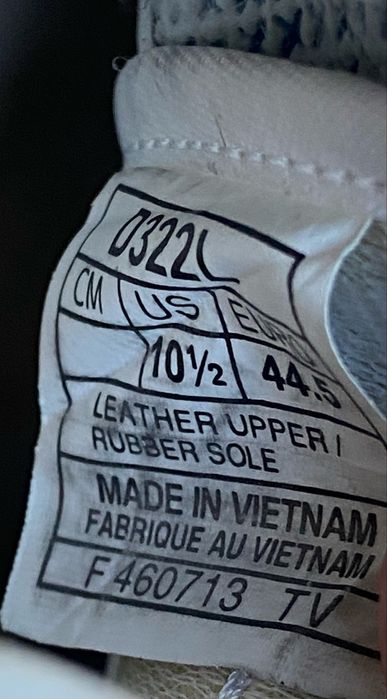 0322L
CM US EURO
10½ 44.5
LEATHER UPPER /
RUBBER SOLE
MADE IN VIETNAM
FABRIQUE AU VIETNAM
F460713 TV